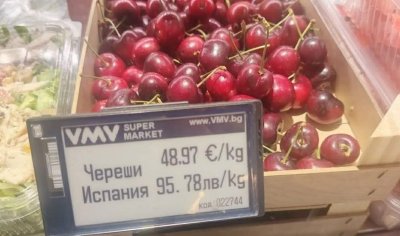 VMV SUPER MARKET www.VMV.bg
Череши 48.97 €/kg
Испания 95.78лв/kg
код 022744